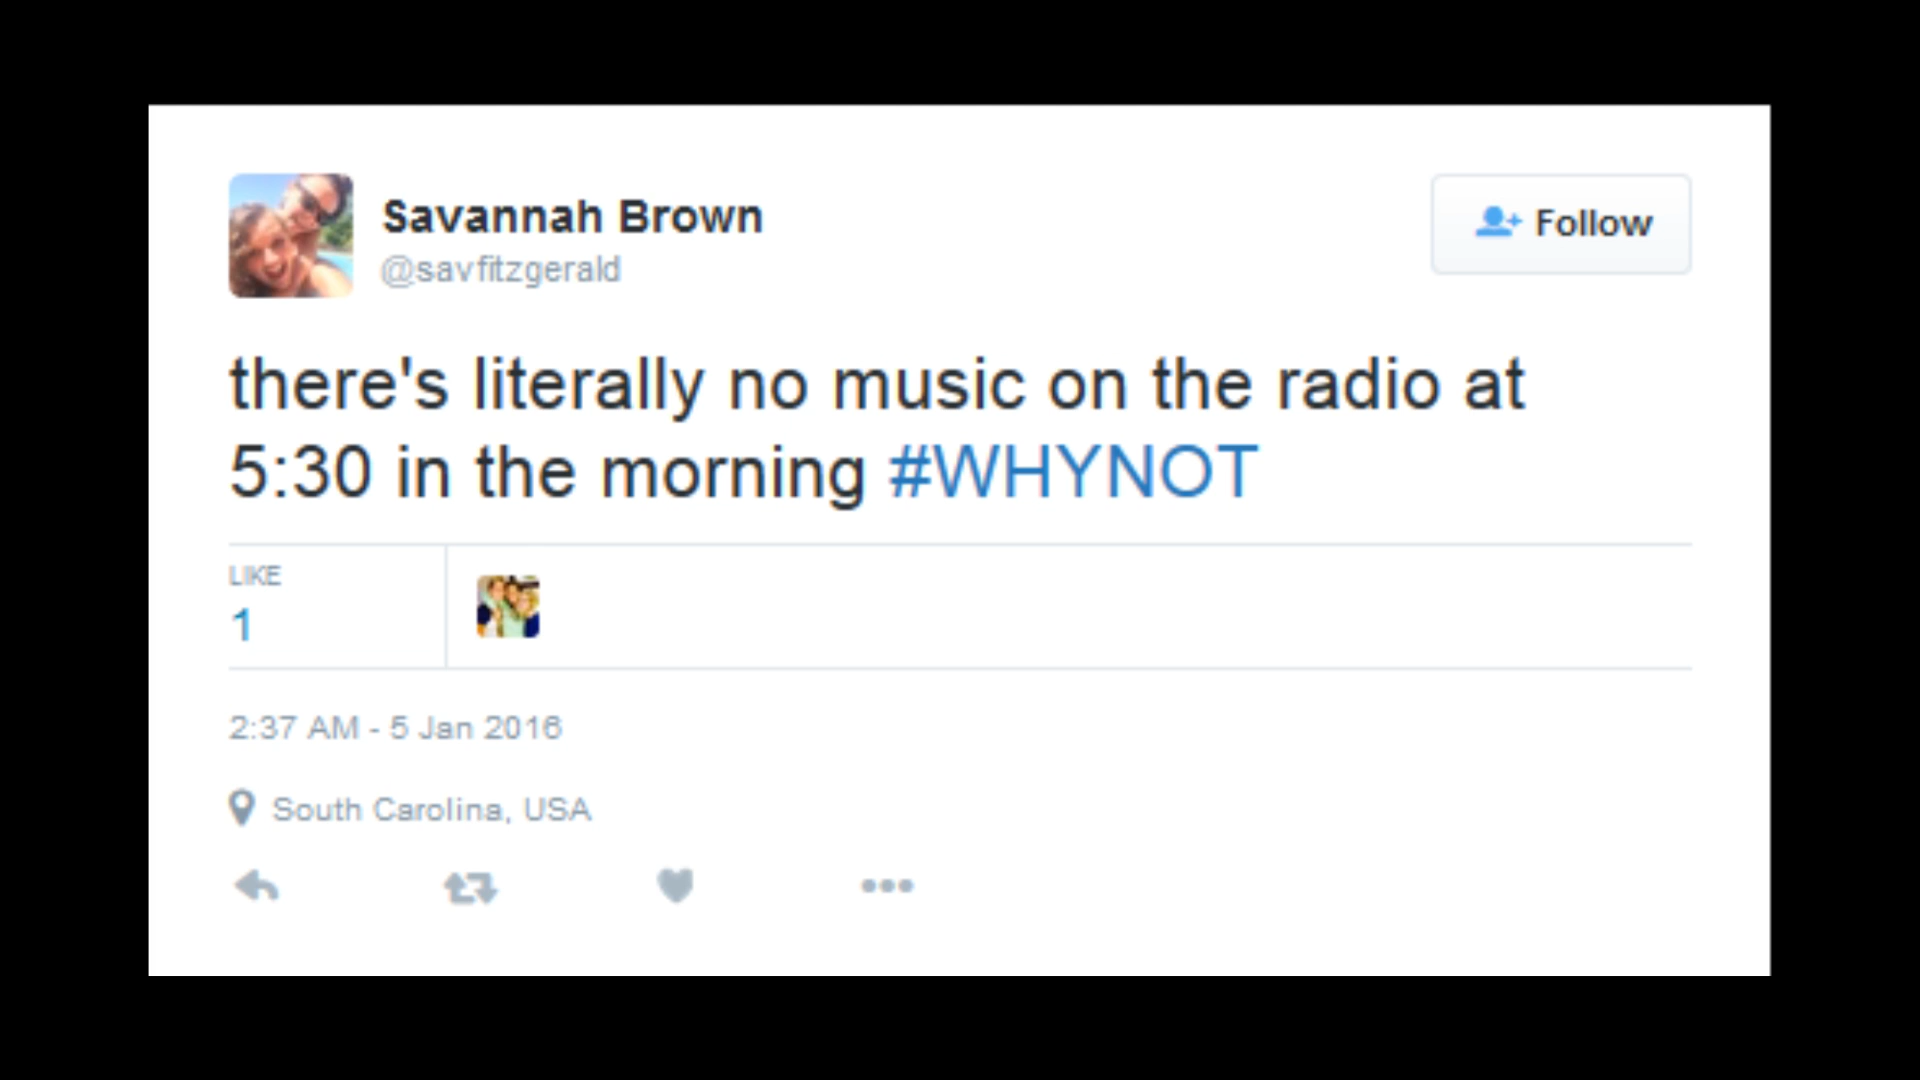 Savannah Brown
@savfitzgerald
Follow
there's literally no music on the radio at
5:30 in the morning #WHYNOT
LIKE
1
2:37 AM - 5 Jan 2016
South Carolina, USA